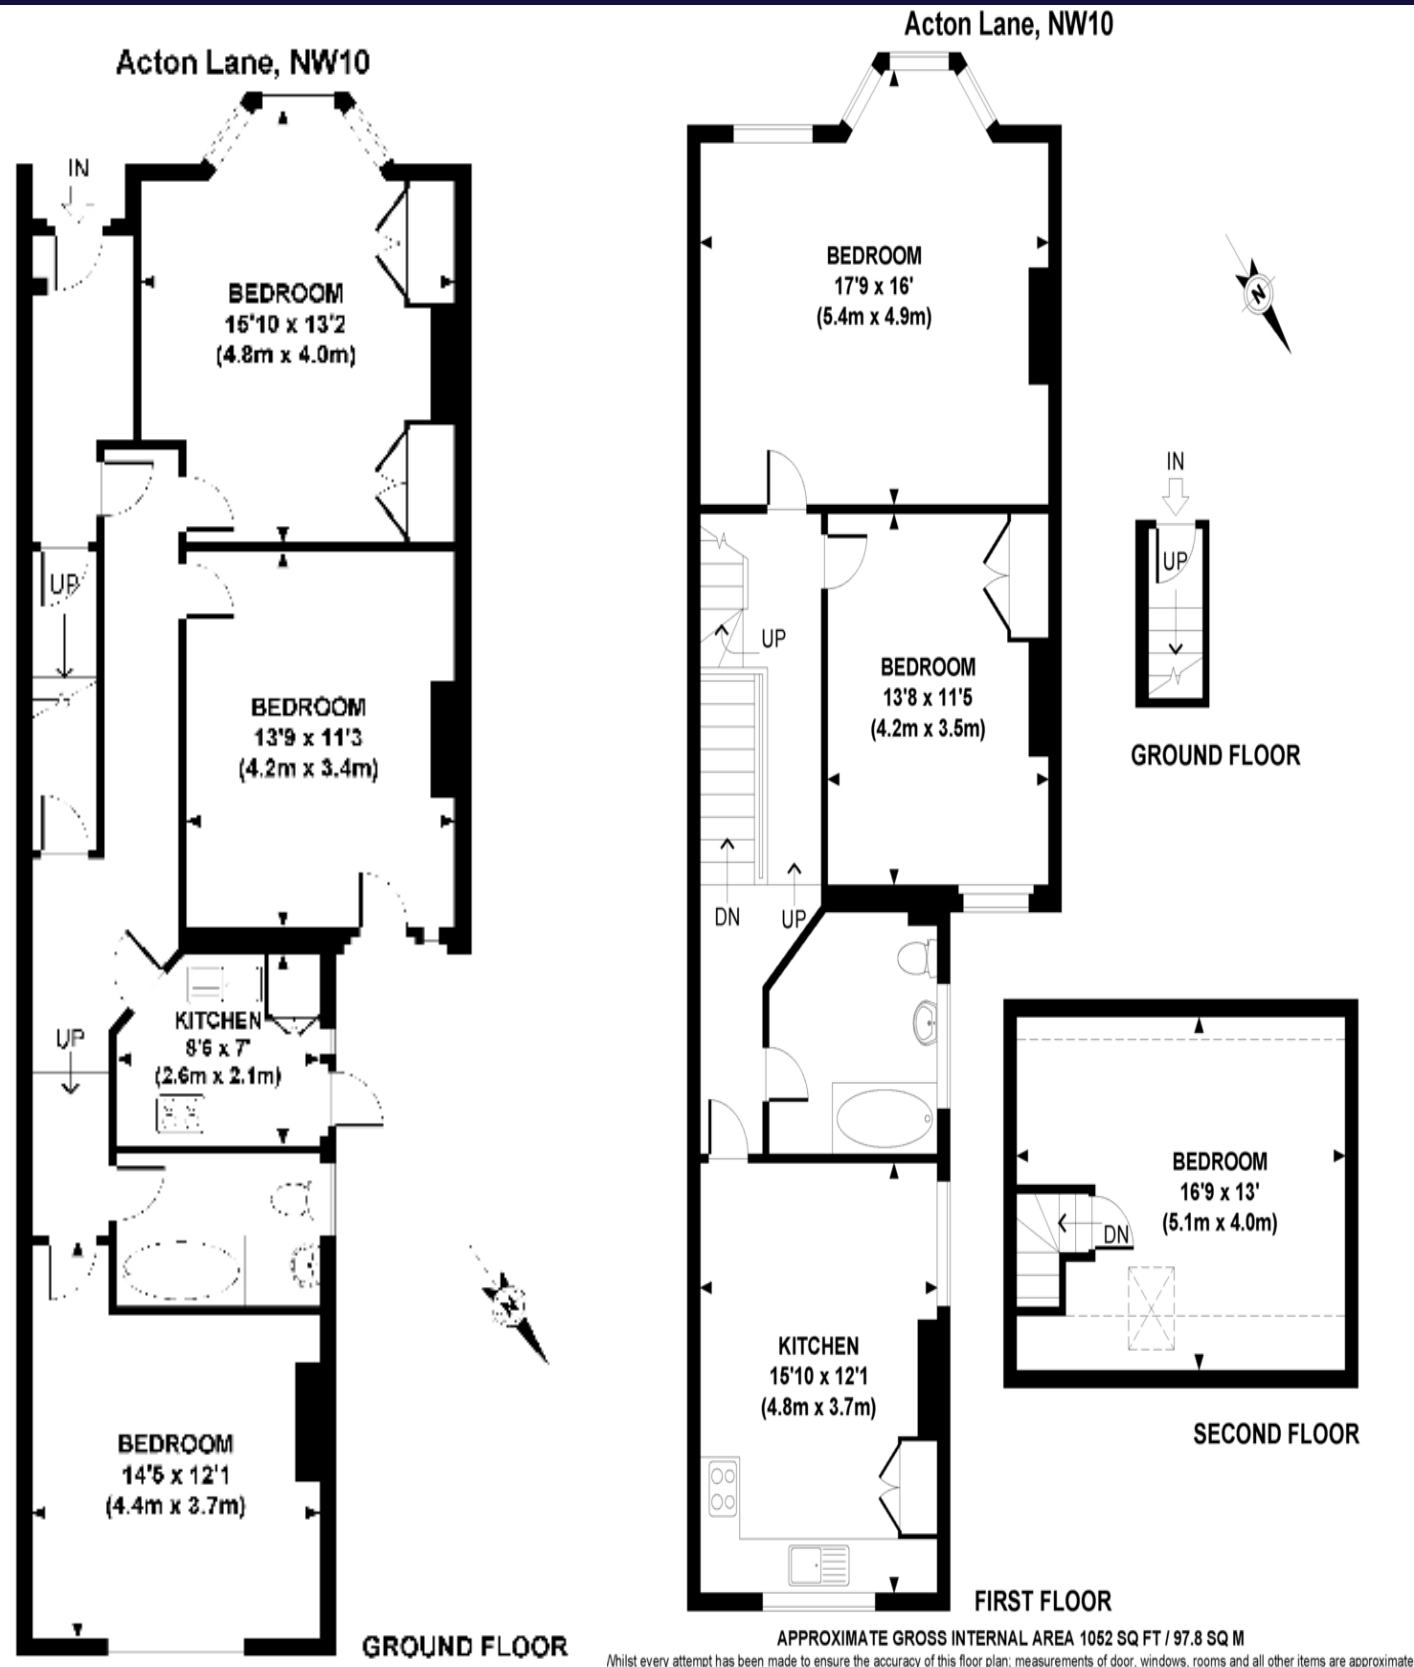 Acton Lane, NW10
IN
BEDROOM
15'10 x 13'2
(4.8m x 4.0m)
UP
BEDROOM
13'9 x 11'3
(4.2m x 3.4m)
KITCHEN
8'6 x 7'
(2.6m x 2.1m)
UP
N
BEDROOM
14'5 x 12'1
(4.4m x 3.7m)
GROUND FLOOR
Acton Lane, NW10
BEDROOM
17'9 x 16'
(5.4m x 4.9m)
N
IN
UP
GROUND FLOOR
UP
BEDROOM
13'8 x 11'5
(4.2m x 3.5m)
DN
UP
KITCHEN
15'10 x 12'1
(4.8m x 3.7m)
FIRST FLOOR
BEDROOM
16'9 x 13'
(5.1m x 4.0m)
DN
SECOND FLOOR
APPROXIMATE GROSS INTERNAL AREA 1052 SQ FT / 97.8 SQ M
Whilst every attempt has been made to ensure the accuracy of this floor plan; measurements of door, windows, rooms and all other items are approximate